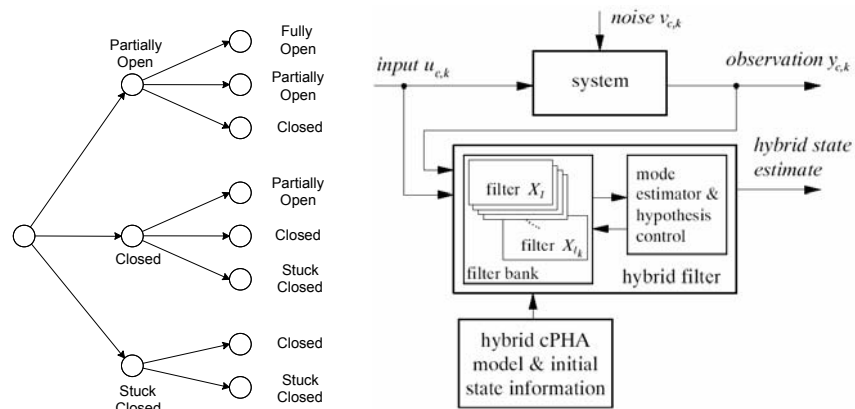 Partially
Open
Fully
Open
Partially
Open
Closed
Closed
Partially
Open
Closed
Stuck
Closed
Stuck
Closed
Closed
Stuck
Closed
noise v_{c,k}
input u_{c,k}
system
observation y_{c,k}
hybrid state
estimate
filter X_l
filter X_{l_k}
filter bank
mode
estimator &
hypothesis
control
hybrid filter
hybrid cPHA
model & initial
state information